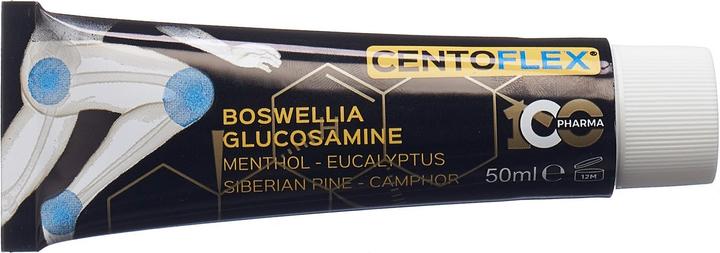 CENTOFLEX
BOSWELLIA
GLUCOSAMINE
MENTHOL - EUCALYPTUS
SIBERIAN PINE - CAMPHOR
100
PHARMA
50ml e
12M